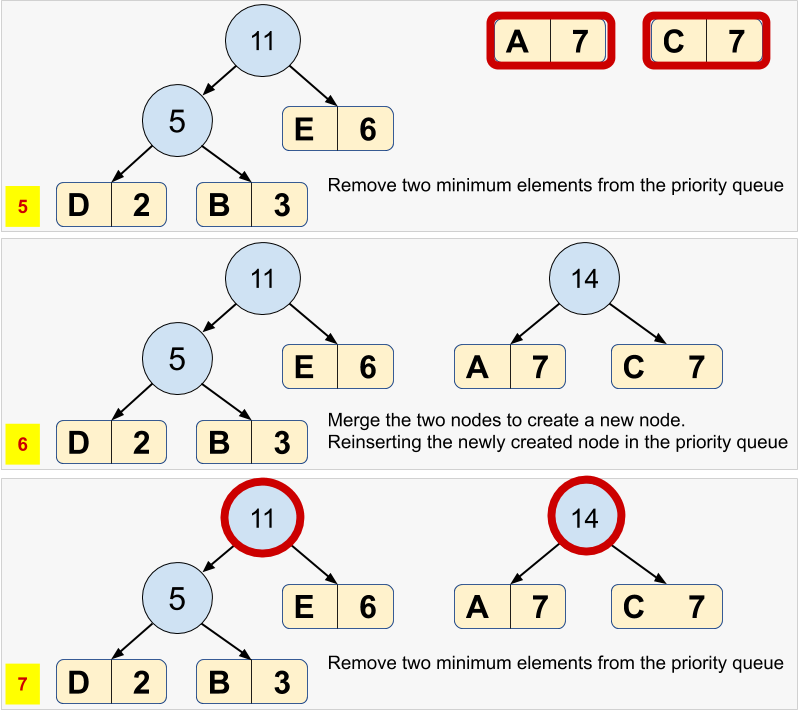 11
A 7
C 7
5
E 6
Remove two minimum elements from the priority queue
5
D 2
B 3
11
14
5
E 6
A 7
C 7
Merge the two nodes to create a new node.
Reinserting the newly created node in the priority queue
6
D 2
B 3
11
14
5
E 6
A 7
C 7
Remove two minimum elements from the priority queue
7
D 2
B 3